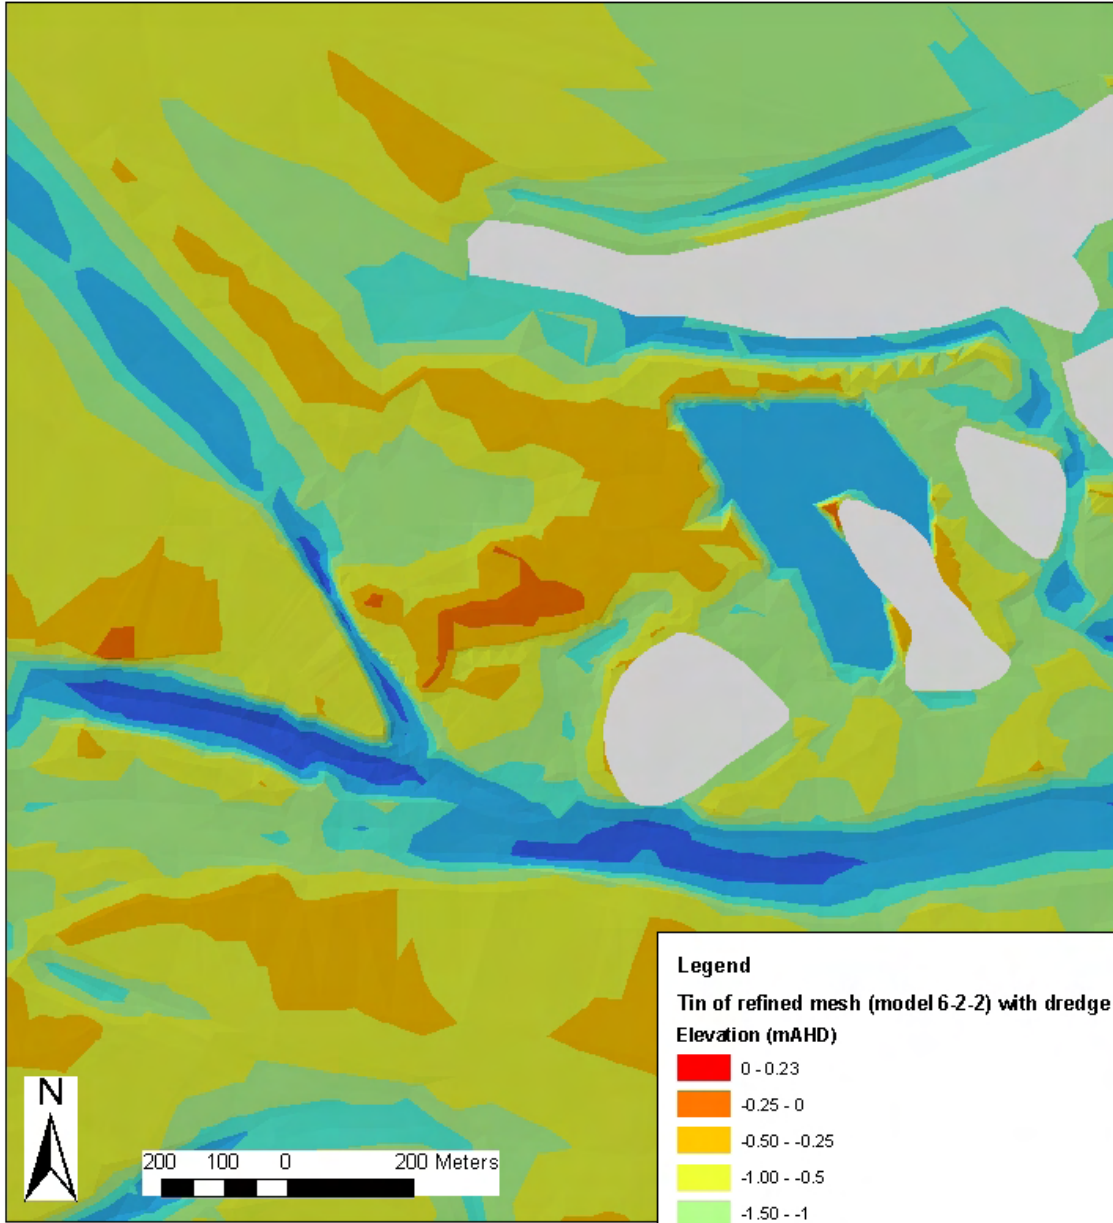 Legend
Tin of refined mesh (model 6-2-2) with dredge
Elevation (mAHD)
0 - 0.23
-0.25 - 0
-0.50 - -0.25
-1.00 - -0.5
-1.50 - -1
N
200 100 0 200 Meters